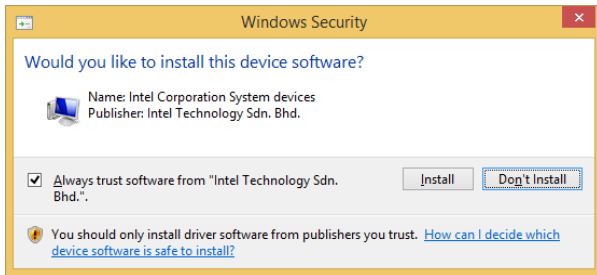 Windows Security
Would you like to install this device software?
Name: Intel Corporation System devices
Publisher: Intel Technology Sdn. Bhd.
Always trust software from "Intel Technology Sdn.
Bhd.".
Install
Don't Install
You should only install driver software from publishers you trust. How can I decide which
device software is safe to install?